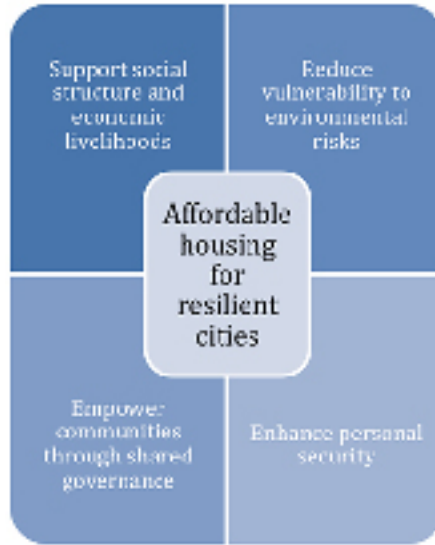 Support social
structure and
economic
livelihoods
Reduce
vulnerability to
environmental
risks
Affordable
housing
for
resilient
cities
Empower
communities
through shared
governance
Enhance personal
security